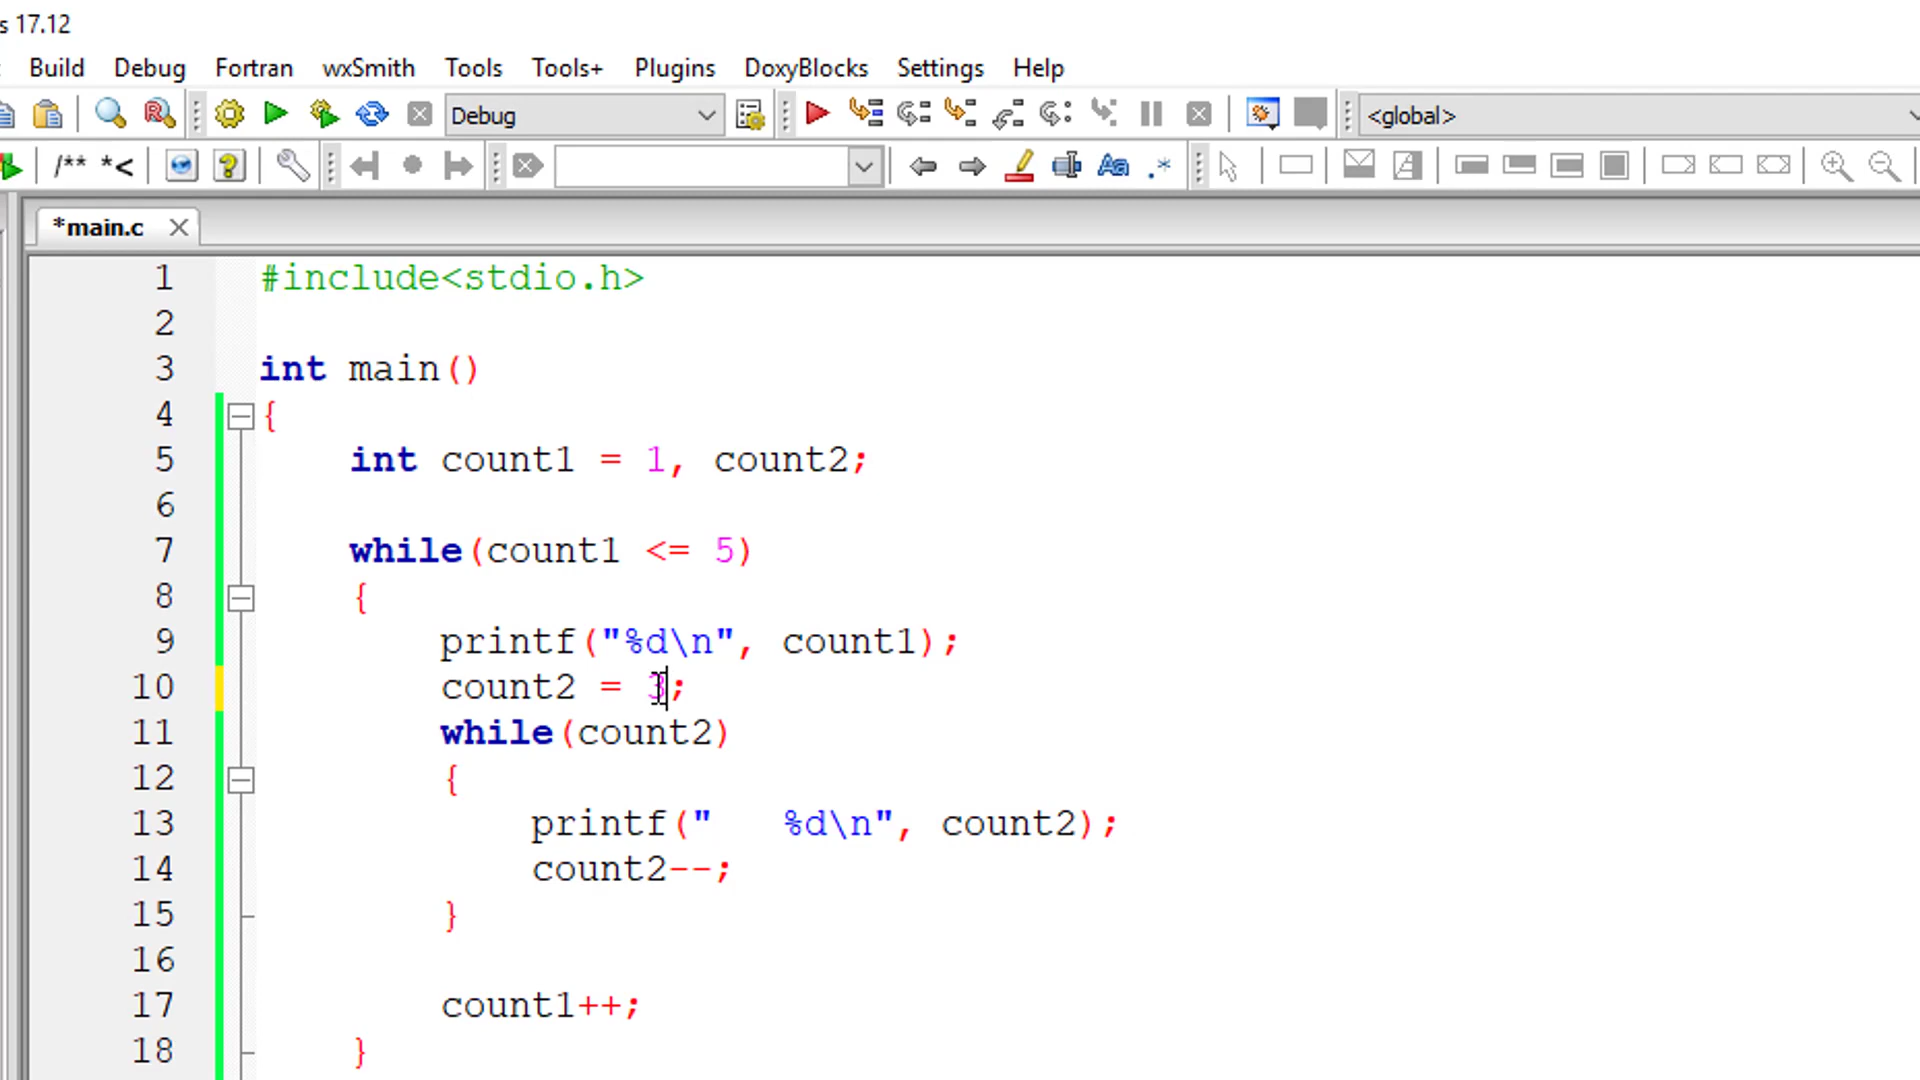 s 17.12
Build Debug Fortran wxSmith Tools Tools+ Plugins DoxyBlocks Settings Help
Debug <global>
/** *<
*main.c
1 #include<stdio.h>
2
3 int main()
4 {
5     int count1 = 1, count2;
6
7     while(count1 <= 5)
8     {
9         printf("%d\n", count1);
10         count2 = 3;
11         while(count2)
12         {
13             printf("   %d\n", count2);
14             count2--;
15         }
16
17         count1++;
18     }